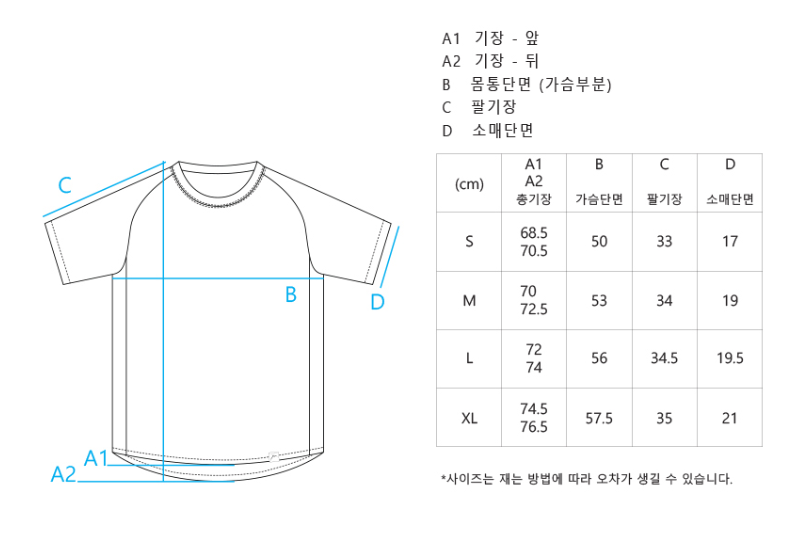 A1 기장 - 앞
A2 기장 - 뒤
B 몸통단면 (가슴부분)
C 팔기장
D 소매단면
C
B
D
A1
A2
(cm) A1 A2 총기장 B 가슴단면 C 팔기장 D 소매단면
S 68.5 70.5 50 33 17
M 70 72.5 53 34 19
L 72 74 56 34.5 19.5
XL 74.5 76.5 57.5 35 21
*사이즈는 재는 방법에 따라 오차가 생길 수 있습니다.